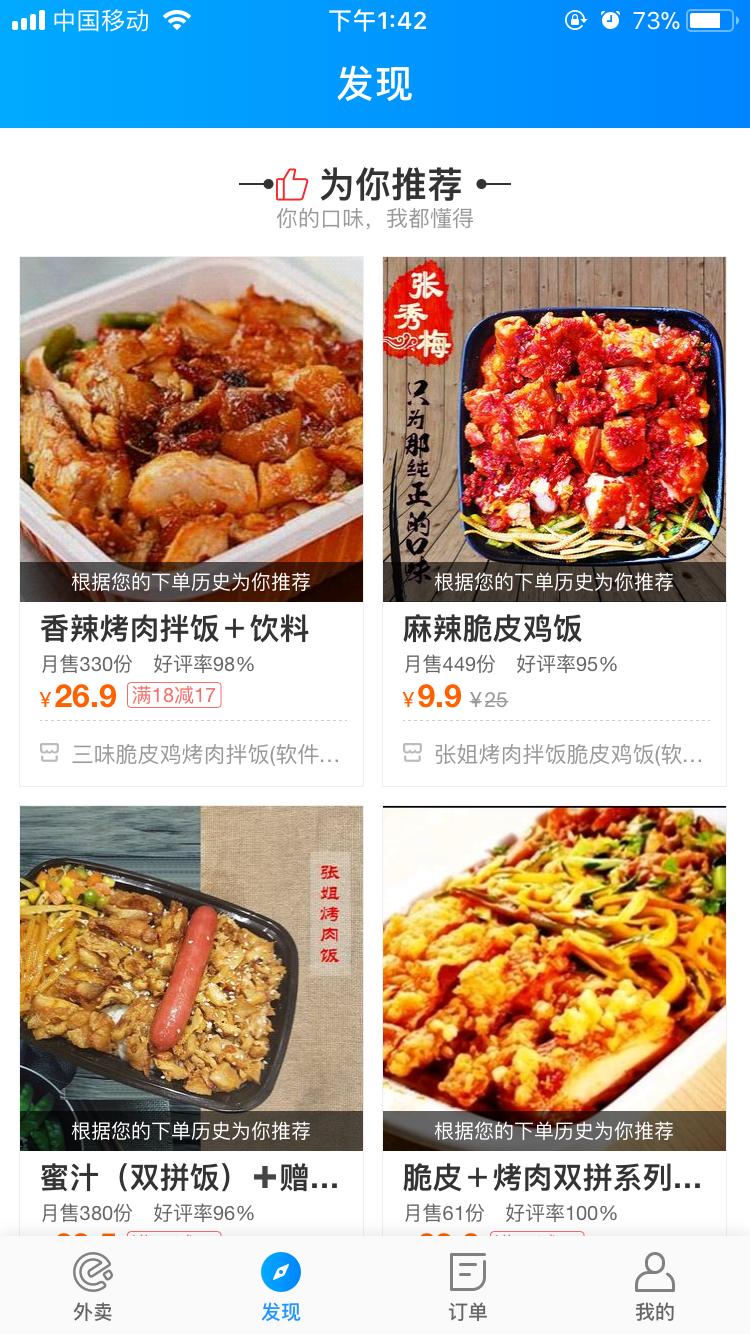 中国移动
下午1:42
73%
发现
为你推荐
你的口味，我都懂得
根据您的下单历史为你推荐
香辣烤肉拌饭＋饮料
月售330份 好评率98%
¥26.9 满18减17
三味脆皮鸡烤肉拌饭(软件...
张秀梅
只为那纯正的口味
根据您的下单历史为你推荐
麻辣脆皮鸡饭
月售449份 好评率95%
¥9.9 ¥25
张姐烤肉拌饭脆皮鸡饭(软...
张姐烤肉饭
根据您的下单历史为你推荐
蜜汁（双拼饭）➕赠...
月售380份 好评率96%
根据您的下单历史为你推荐
脆皮＋烤肉双拼系列...
月售61份 好评率100%
外卖
发现
订单
我的